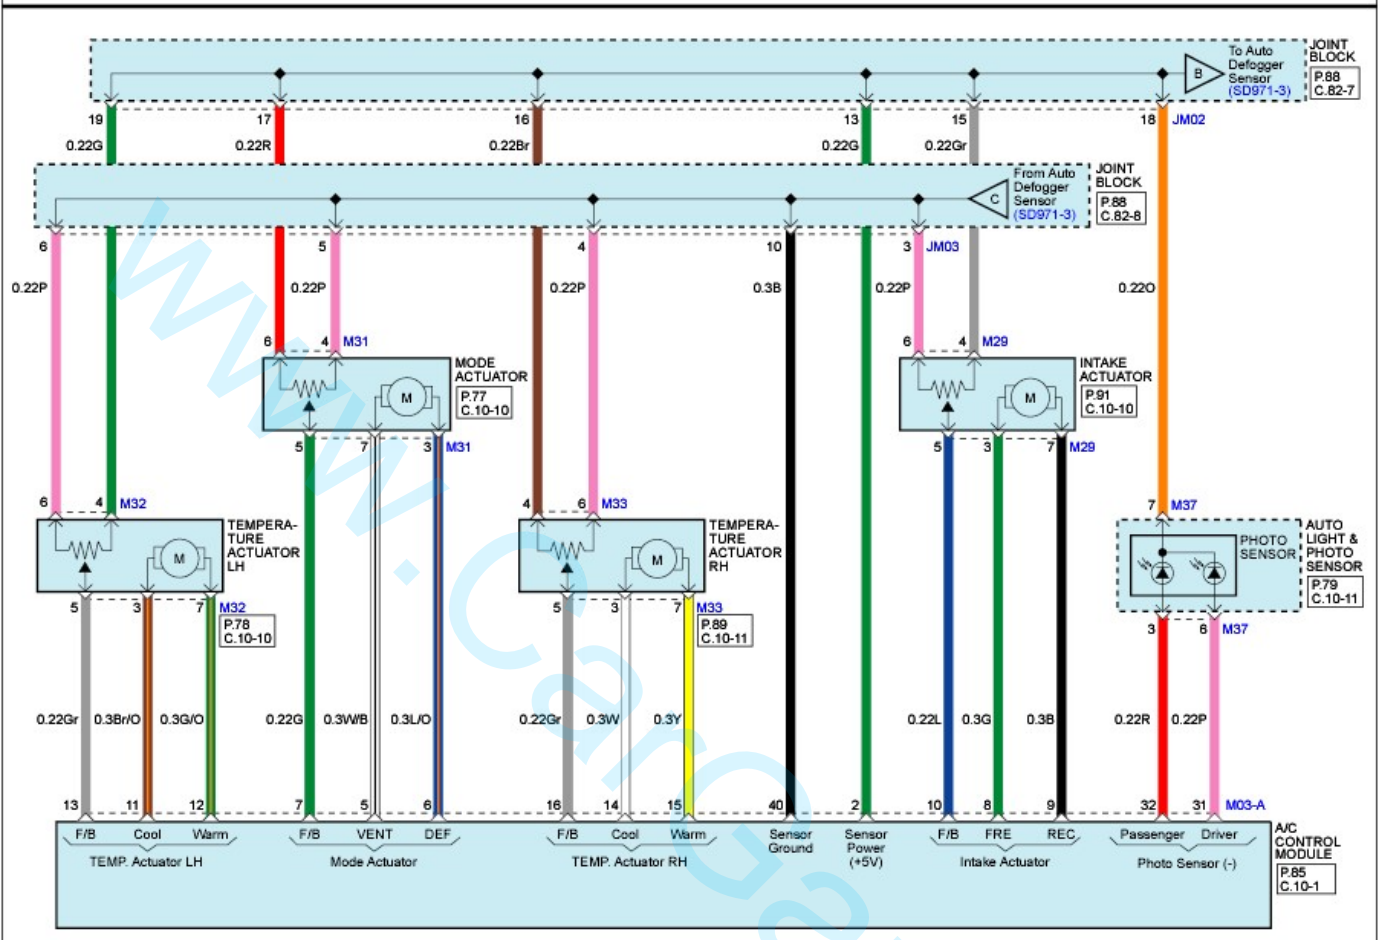 To Auto
Defogger
Sensor
(SD971-3)
B
JOINT
BLOCK
P.88
C.82-7
19 17 16 13 15 18 JM02
0.22G 0.22R 0.22Br 0.22G 0.22Gr
From Auto
Defogger
Sensor
(SD971-3)
C
JOINT
BLOCK
P.88
C.82-8
6 5 4 10 3 JM03
0.22P 0.22P 0.22P 0.3B 0.22P 0.22O
6 4 M31 6 4 M29
M
MODE
ACTUATOR
P.77
C.10-10
M
INTAKE
ACTUATOR
P.91
C.10-10
5 7 3 M31 5 3 7 M29
6 4 M32 4 6 M33 7 M37
M
TEMPERA-
TURE
ACTUATOR
LH
M
TEMPERA-
TURE
ACTUATOR
RH
PHOTO
SENSOR
AUTO
LIGHT &
PHOTO
SENSOR
P.79
C.10-11
5 3 7 M32
P.78
C.10-10
5 3 7 M33
P.89
C.10-11
3 6 M37
0.22Gr 0.3Br/O 0.3G/O 0.22G 0.3W/B 0.3L/O 0.22Gr 0.3W 0.3Y 0.22L 0.3G 0.3B 0.22R 0.22P
13 11 12 7 5 6 16 14 15 40 2 10 8 9 32 31 M03-A
F/B Cool Warm
TEMP. Actuator LH
F/B VENT DEF
Mode Actuator
F/B Cool Warm
TEMP. Actuator RH
Sensor
Ground
Sensor
Power
(+5V)
F/B FRE REC
Intake Actuator
Passenger Driver
Photo Sensor (-)
A/C
CONTROL
MODULE
P.85
C.10-1